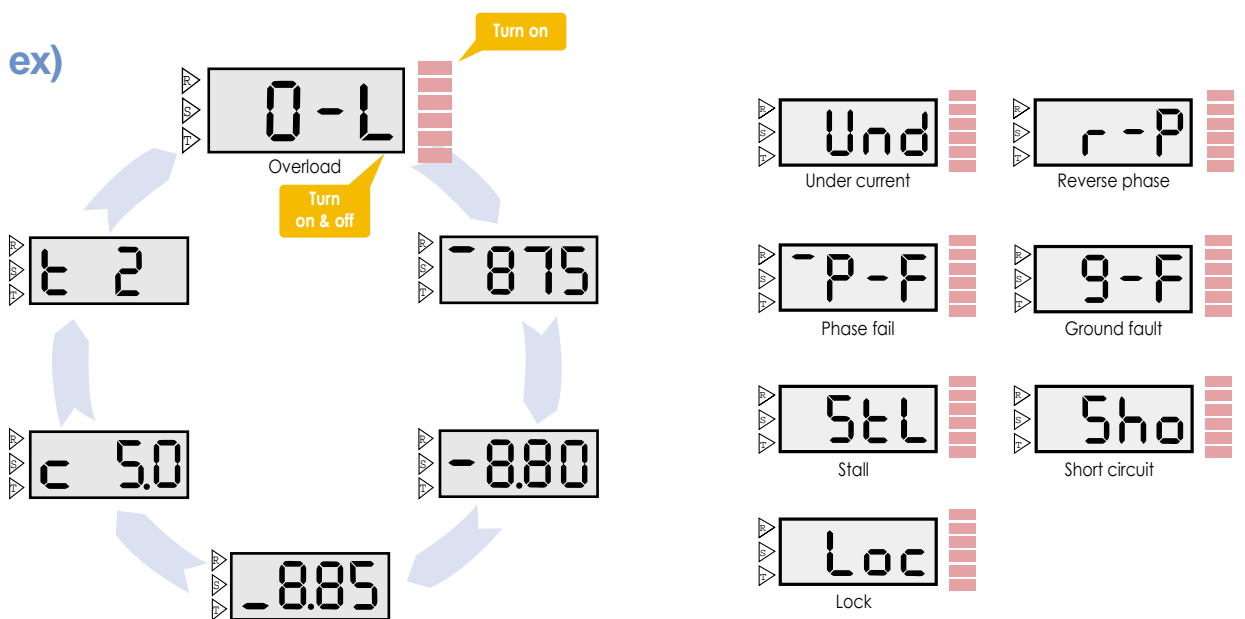 ex)
Turn on
R
S
T
0-L
Overload
Turn
on & off
R
S
T
t 2
R
S
T
¯875
R
S
T
c 5.0
R
S
T
-8.80
R
S
T
_8.85
R
S
T
Und
Under current
R
S
T
r-P
Reverse phase
R
S
T
¯P-F
Phase fail
R
S
T
g-F
Ground fault
R
S
T
StL
Stall
R
S
T
Sho
Short circuit
R
S
T
Loc
Lock